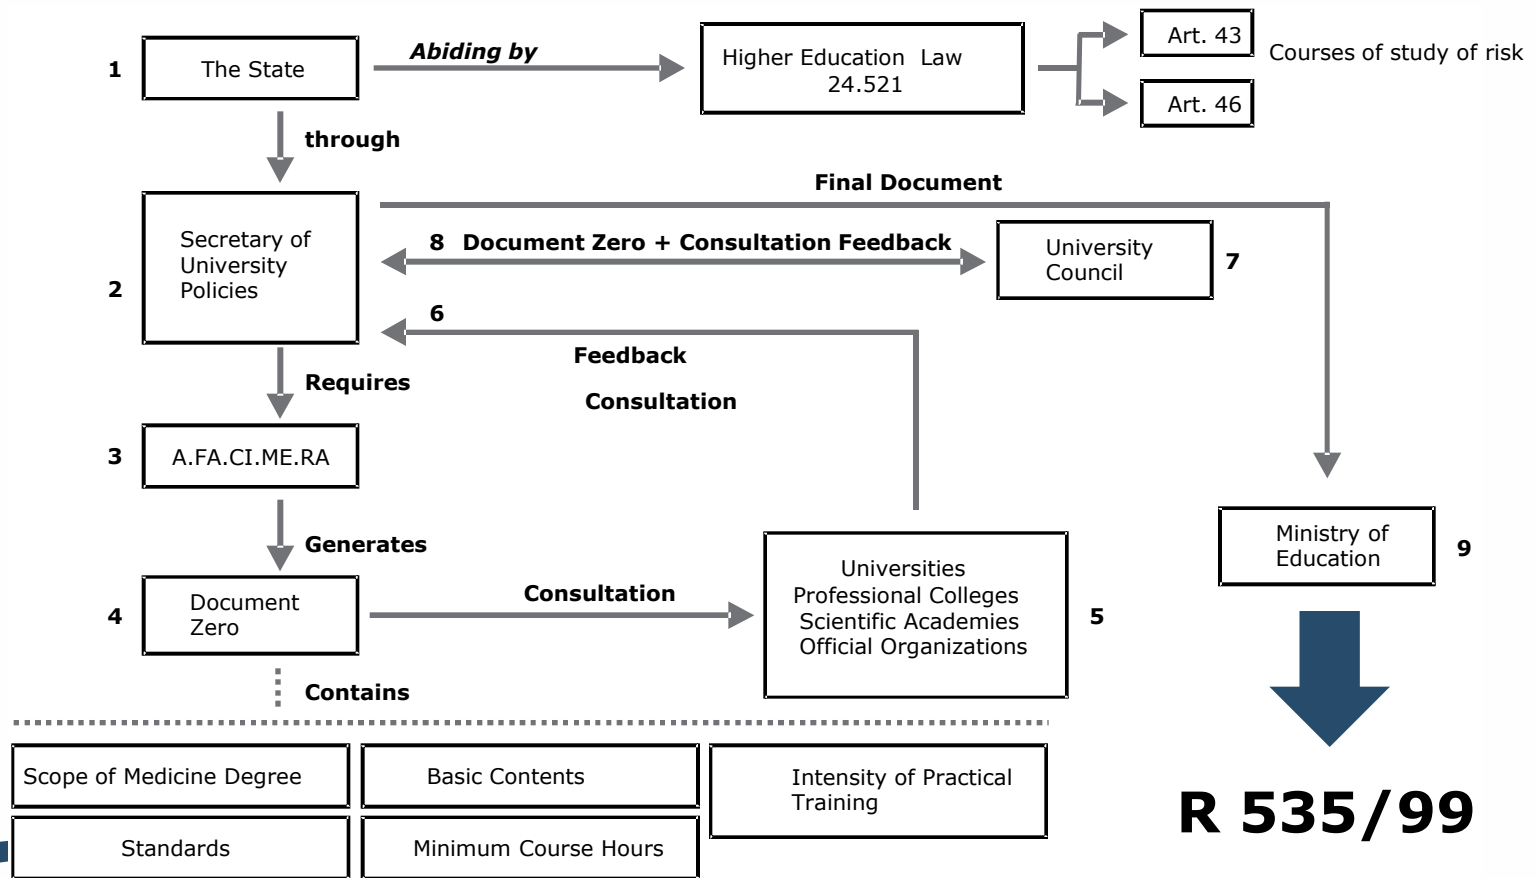 1
The State
Abiding by
Higher Education Law
24.521
Art. 43
Art. 46
Courses of study of risk
through
Final Document
2
Secretary of
University
Policies
8 Document Zero + Consultation Feedback
University
Council
7
6
Feedback
Consultation
Requires
3
A.FA.CI.ME.RA
Generates
4
Document
Zero
Consultation
Universities
Professional Colleges
Scientific Academies
Official Organizations
5
Ministry of
Education
9
Contains
Scope of Medicine Degree
Basic Contents
Intensity of Practical
Training
Standards
Minimum Course Hours
R 535/99